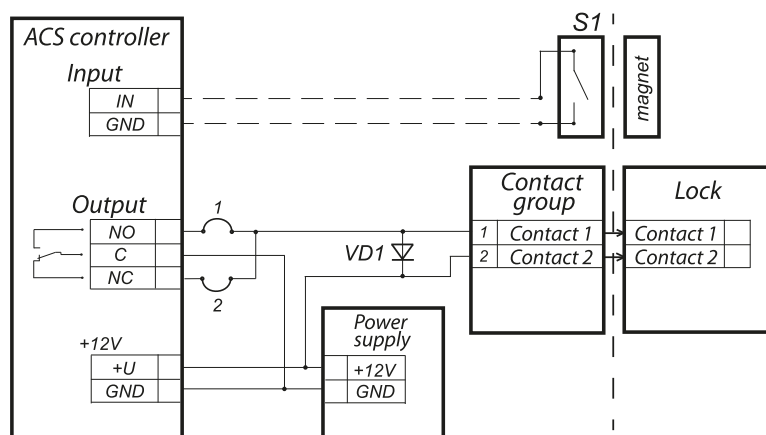 ACS controller
Input
IN
GND
S1
magnet
Output
NO
C
NC
1
2
VD1
Contact group
1 Contact 1
2 Contact 2
Lock
Contact 1
Contact 2
+12V
+U
GND
Power supply
+12V
GND